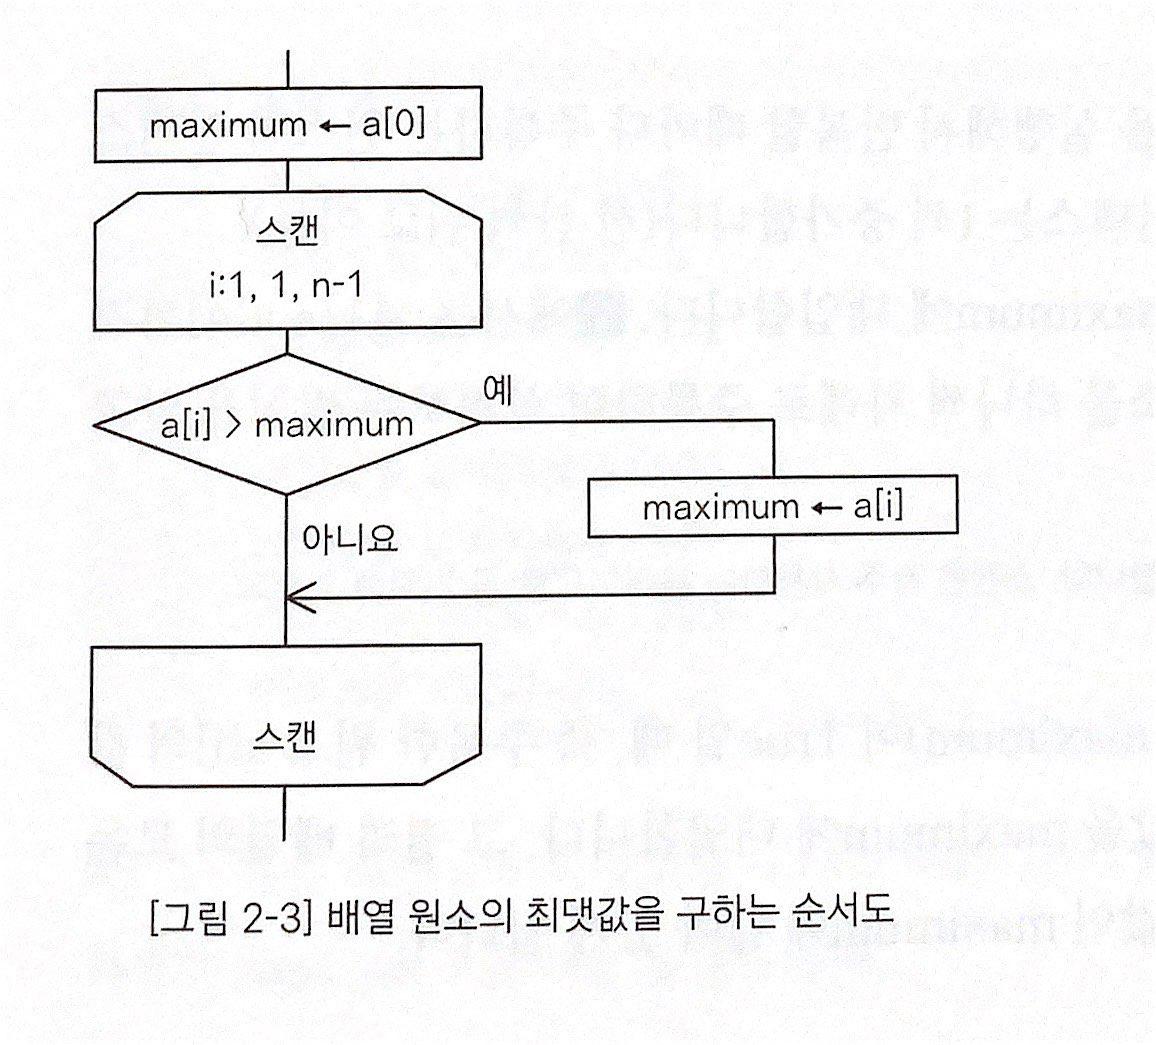 maximum ← a[0]
스캔
i:1, 1, n-1
a[i] > maximum
예
maximum ← a[i]
아니요
스캔
[그림 2-3] 배열 원소의 최댓값을 구하는 순서도